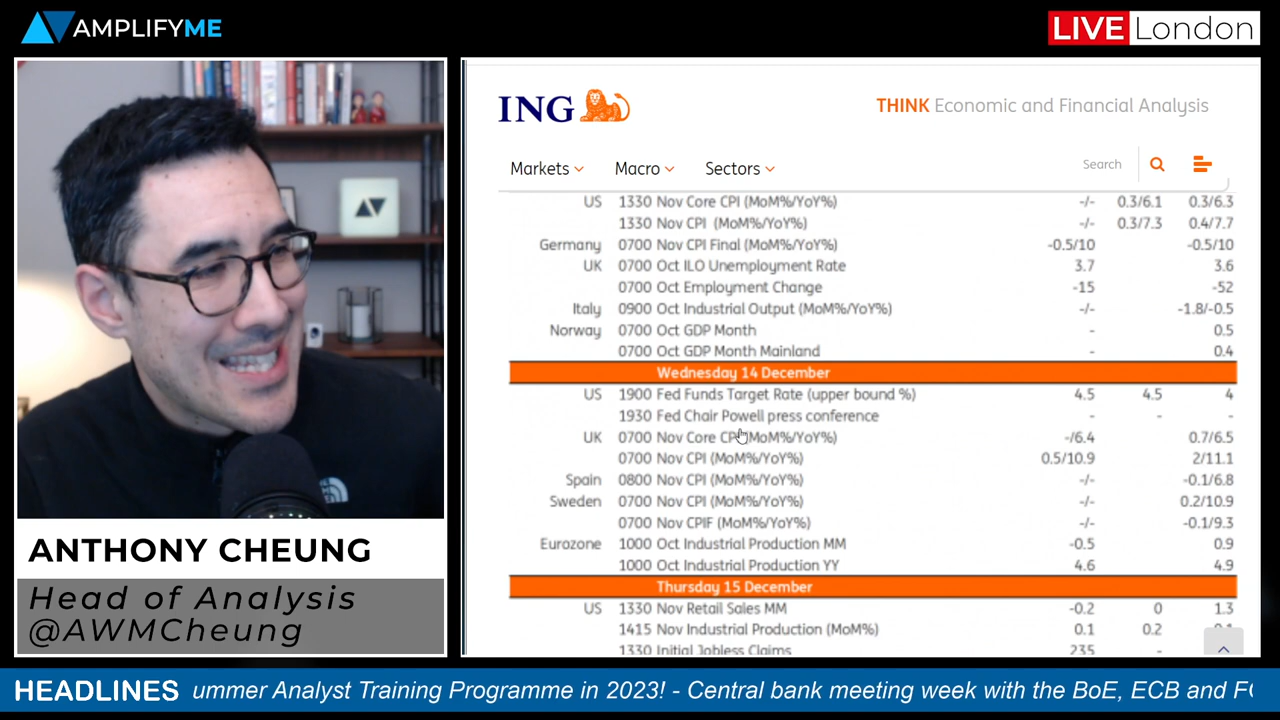 AMPLIFYME
LIVE London
ING
THINK Economic and Financial Analysis
Markets Macro Sectors Search
US 1330 Nov Core CPI (MoM%/YoY%) -/- 0.3/6.1 0.3/6.3
1330 Nov CPI (MoM%/YoY%) -/- 0.3/7.3 0.4/7.7
Germany 0700 Nov CPI Final (MoM%/YoY%) -0.5/10 -0.5/10
UK 0700 Oct ILO Unemployment Rate 3.7 3.6
0700 Oct Employment Change -15 -52
Italy 0900 Oct Industrial Output (MoM%/YoY%) -/- -1.8/-0.5
Norway 0700 Oct GDP Month - 0.5
0700 Oct GDP Month Mainland - 0.4
Wednesday 14 December
US 1900 Fed Funds Target Rate (upper bound %) 4.5 4.5 4
1930 Fed Chair Powell press conference - - -
UK 0700 Nov Core CPI (MoM%/YoY%) -/6.4 0.7/6.5
0700 Nov CPI (MoM%/YoY%) 0.5/10.9 2/11.1
Spain 0800 Nov CPI (MoM%/YoY%) -/- -0.1/6.8
Sweden 0700 Nov CPI (MoM%/YoY%) -/- 0.2/10.9
0700 Nov CPIF (MoM%/YoY%) -/- -0.1/9.3
Eurozone 1000 Oct Industrial Production MM -0.5 0.9
1000 Oct Industrial Production YY 4.6 4.9
Thursday 15 December
US 1330 Nov Retail Sales MM -0.2 0 1.3
1415 Nov Industrial Production (MoM%) 0.1 0.2
1330 Initial Jobless Claims 235 -
ANTHONY CHEUNG
Head of Analysis
@AWMCheung
HEADLINES ummer Analyst Training Programme in 2023! - Central bank meeting week with the BoE, ECB and F